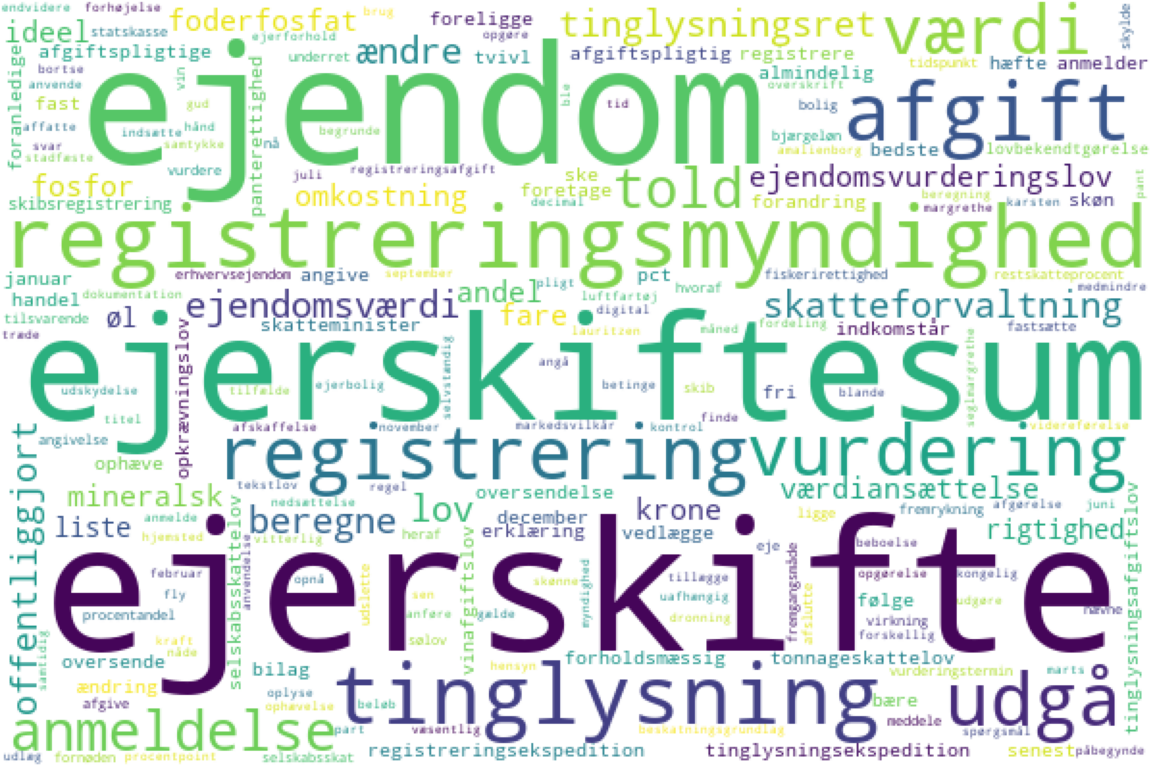 endvidere forhøjelse foderfosfat brug foreligge tinglysningsret værdi skylde
ideel statskasse ejerforhold opgøre
afgiftspligtige underret ændre tvivl afgiftspligtig registrere tidspunkt hæfte anmelder
bortse vin almindelig
anvende ejendom ble overskrift afgift
fast gud tid bolig
foranledige affatte indsætte hånd begrunde bjærgeløn
svar samtykke nå amalienborg bedste lovbekendtgørelse
stadfæste vurdere panterettighed juli registreringsafgift ske told ejendomsvurderingslov pant
fosfor omkostning foretage forandring beregning skøn
skibsregistrering decimal margrethe karsten
registreringsmyndighed
januar erhvervsejendom angive september pligt pct fiskerirettighed restskatteprocent
handel dokumentation ejendomsværdi andel luftfartøj hvoraf skatteforvaltning medmindre
tilsvarende øl skatteminister fare digital måned fordeling indkomstår fastsætte
træde opkrævningslov lauritzen
ejerskiftesum
udskydelse tilfælde ejerbolig selvstændig angå betinge skib fri blande seglmargrethe
titel afskaffelse november markedsvilkår kontrol finde videreførelse
angivelse registrering vurdering
ophæve tekstlov regel
mineralsk nedsættelse lov oversendelse krone værdiansættelse fremrykning afgørelse juni
liste anmelde beregne december ligge rigtighed
hjemsted vitterlig heraf erklæring vedlægge
offentliggjort selskabsskattelov anvendelse ejerskifte vinafgiftslov eje beboelse tinglysningsafgiftslov
februar opnå udslette skønne myndighed tillægge fremgangsmåde opgørelse kongelig
fly sen uafhængig følge udgøre
procentandel anføre gælde dronning afslutte virkning nævne
kraft sølov forskellig
nåde
samtidig oversende bilag hensyn forholdsmæssig tonnageskattelov vurderingstermin marts
ændring oplyse tinglysning bære udgå
afgive ophævelse beløb meddele
anmeldelse part væsentlig beskatningsgrundlag spørgsmål
udlæg fornøden procentpoint selskabsskat registreringsekspedition tinglysningsekspedition senest påbegynde